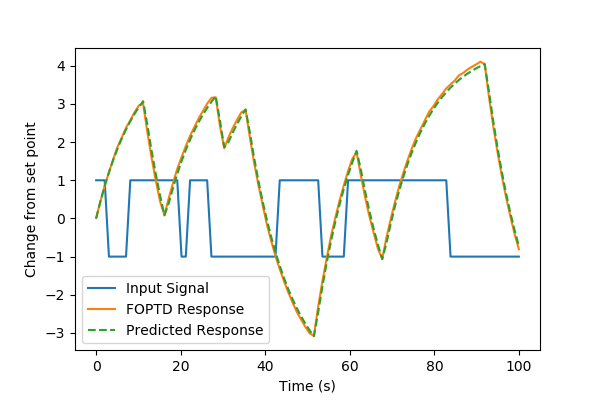 4
3
2
1
0
−1
−2
−3
Change from set point
Input Signal
FOPTD Response
Predicted Response
0 20 40 60 80 100
Time (s)